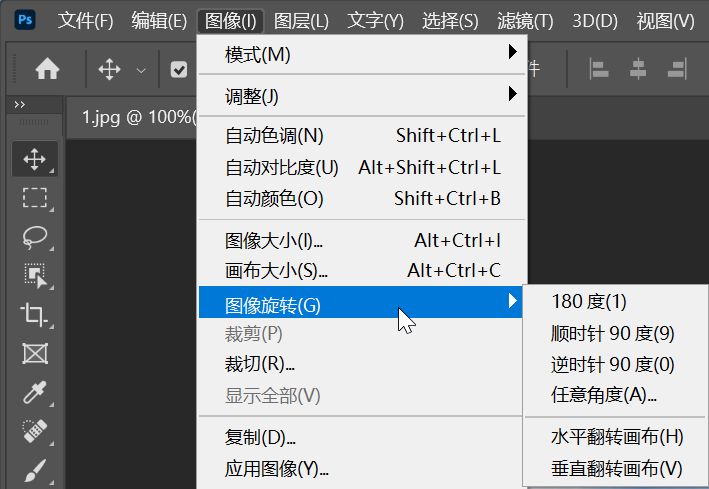 Ps 文件(F) 编辑(E) 图像(I) 图层(L) 文字(Y) 选择(S) 滤镜(T) 3D(D) 视图(V)
模式(M)
件
调整(J)
1.jpg @ 100%(
自动色调(N) Shift+Ctrl+L
自动对比度(U) Alt+Shift+Ctrl+L
自动颜色(O) Shift+Ctrl+B
图像大小(I)... Alt+Ctrl+I
画布大小(S)... Alt+Ctrl+C
图像旋转(G)
裁剪(P)
裁切(R)...
显示全部(V)
复制(D)...
应用图像(Y)...
180 度(1)
顺时针 90 度(9)
逆时针 90 度(0)
任意角度(A)...
水平翻转画布(H)
垂直翻转画布(V)